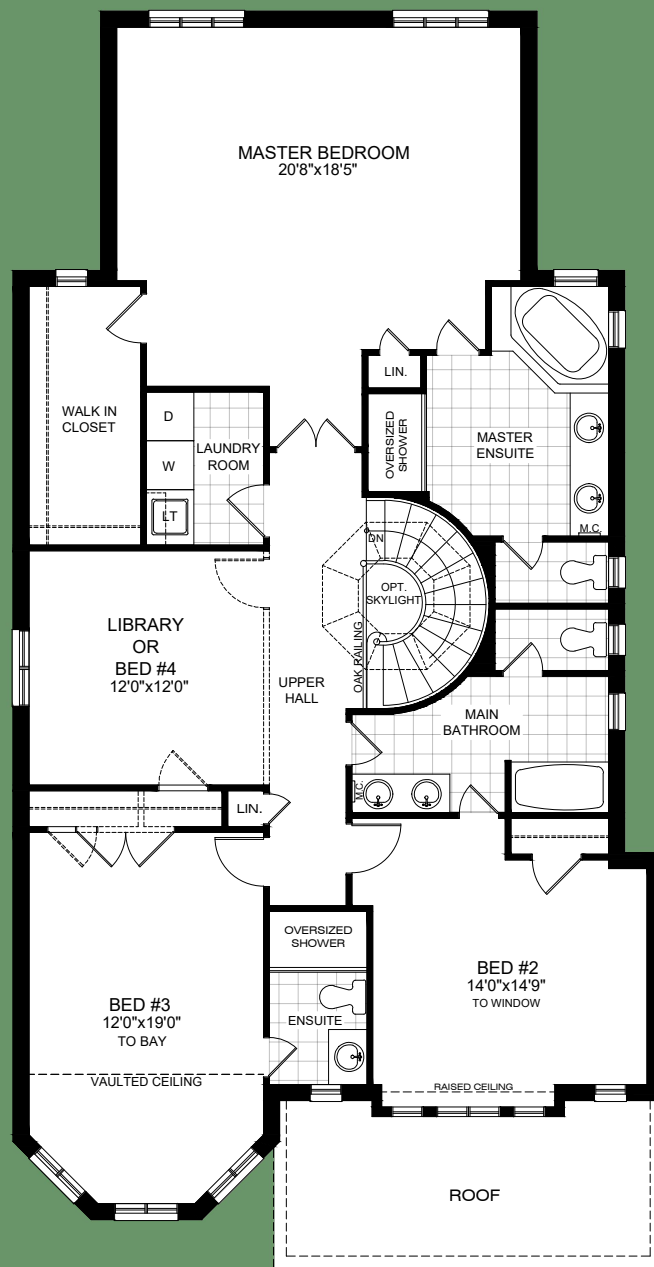 MASTER BEDROOM
20'8"x18'5"
LIN.
WALK IN
CLOSET
D
W
LT
LAUNDRY
ROOM
OVERSIZED
SHOWER
MASTER
ENSUITE
M.C.
DN
OPT.
SKYLIGHT
OAK RAILING
LIBRARY
OR
BED #4
12'0"x12'0"
UPPER
HALL
MAIN
BATHROOM
M.C.
LIN.
OVERSIZED
SHOWER
ENSUITE
BED #2
14'0"x14'9"
TO WINDOW
BED #3
12'0"x19'0"
TO BAY
VAULTED CEILING
RAISED CEILING
ROOF